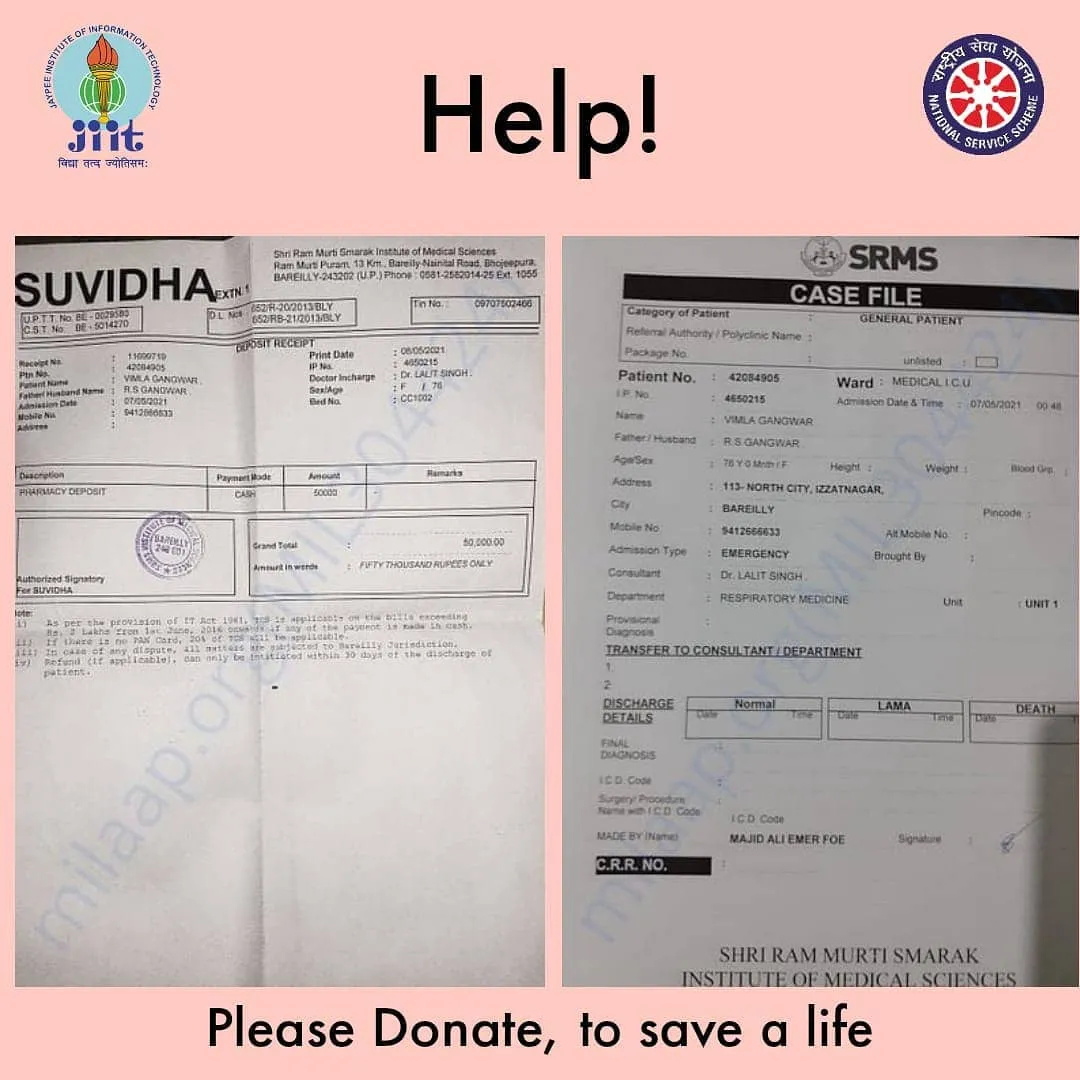 JAYPEE INSTITUTE OF INFORMATION TECHNOLOGY
jiit
विद्या तत्व ज्योतिसमः
Help!
राष्ट्रीय सेवा योजना
NATIONAL SERVICE SCHEME
SUVIDHA EXTN. 1
Shri Ram Murti Smarak Institute of Medical Sciences
Ram Murti Puram, 13 Km., Bareilly-Nainital Road, Bhojeepura,
BAREILLY-243202 (U.P.) Phone : 0581-2582014-25 Ext. 1055
U.P.T.T. No. BE - 0029580
C.S.T. No. BE - 5014270
D.L. Nos.
652/R-20/2013/BLY
652/RB-21/2013/BLY
Tin No. : 09707502466
DEPOSIT RECEIPT
Receipt No. : 11699719
Ptn No. : 42084905
Patient Name : VIMLA GANGWAR .
Father/ Husband Name : R.S GANGWAR .
Admission Date : 07/05/2021
Mobile No. : 9412666633
Address :
Print Date : 08/05/2021
IP No. : 4650215
Doctor Incharge : Dr. LALIT SINGH .
Sex/Age : F / 76
Bed No. : CC1002
Description Payment Mode Amount Remarks
PHARMACY DEPOSIT CASH 50000 -
BAREILLY
Authorized Signatory
For SUVIDHA
Grand Total : 50,000.00
Amount in words : FIFTY THOUSAND RUPEES ONLY
Note:
i) As per the provision of IT Act 1961, TCS is applicable on the bills exceeding
Rs. 2 Lakhs from 1st June, 2016 onwards if any of the payment is made in cash.
ii) If there is no PAN Card, 20% of TCS will be applicable.
iii) In case of any dispute, all matters are subjected to Bareilly Jurisdiction.
iv) Refund (if applicable), can only be intitiated within 30 days of the discharge of
patient.
milaap.org/MIL304424
SRMS
CASE FILE
Category of Patient : GENERAL PATIENT
Referral Authority / Polyclinic Name :
Package No. : unlisted :
Patient No. : 42084905 Ward : MEDICAL I.C.U
I.P. No. : 4650215 Admission Date & Time : 07/05/2021 00:48
Name : VIMLA GANGWAR
Father / Husband : R.S GANGWAR
Age/Sex : 76 Y 0 Mnth / F Height : Weight : Blood Grp. :
Address : 113- NORTH CITY, IZZATNAGAR,
City : BAREILLY Pincode :
Mobile No : 9412666633 Alt.Mobile No. :
Admission Type : EMERGENCY Brought By :
Consultant : Dr. LALIT SINGH .
Department : RESPIRATORY MEDICINE Unit : UNIT 1
Provisional
Diagnosis :
TRANSFER TO CONSULTANT / DEPARTMENT
1.
2
DISCHARGE
DETAILS
Normal LAMA DEATH
Date Time Date Time Date
FINAL
DIAGNOSIS :
I.C.D. Code :
Surgery/ Procedure
Name with I.C.D. Code : I.C.D. Code
MADE BY (Name) MAJID ALI EMER FOE Signature :
C.R.R. NO. :
milaap.org/MIL304424
SHRI RAM MURTI SMARAK
INSTITUTE OF MEDICAL SCIENCES
Please Donate, to save a life